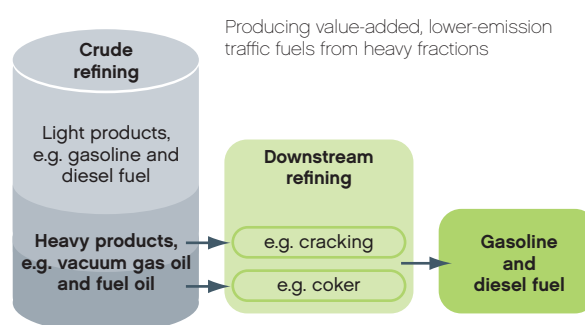 Producing value-added, lower-emission
traffic fuels from heavy fractions
Crude
refining
Light products,
e.g. gasoline and
diesel fuel
Heavy products,
e.g. vacuum gas oil
and fuel oil
Downstream
refining
e.g. cracking
e.g. coker
Gasoline
and
diesel fuel